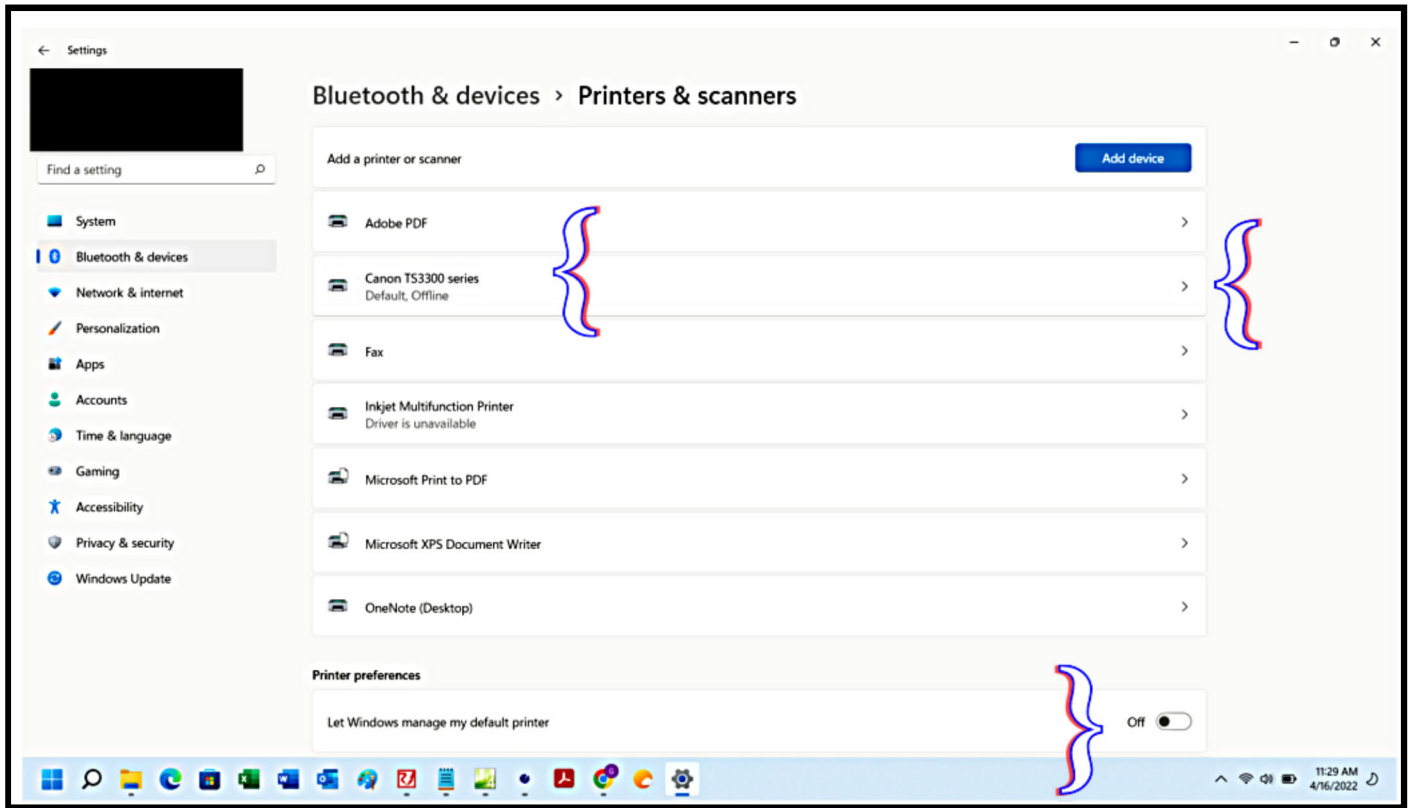 Settings
Bluetooth & devices > Printers & scanners
Find a setting
System
Bluetooth & devices
Network & internet
Personalization
Apps
Accounts
Time & language
Gaming
Accessibility
Privacy & security
Windows Update
Add a printer or scanner
Add device
Adobe PDF
Canon TS3300 series
Default, Offline
Fax
Inkjet Multifunction Printer
Driver is unavailable
Microsoft Print to PDF
Microsoft XPS Document Writer
OneNote (Desktop)
Printer preferences
Let Windows manage my default printer
Off
11:29 AM
4/16/2022